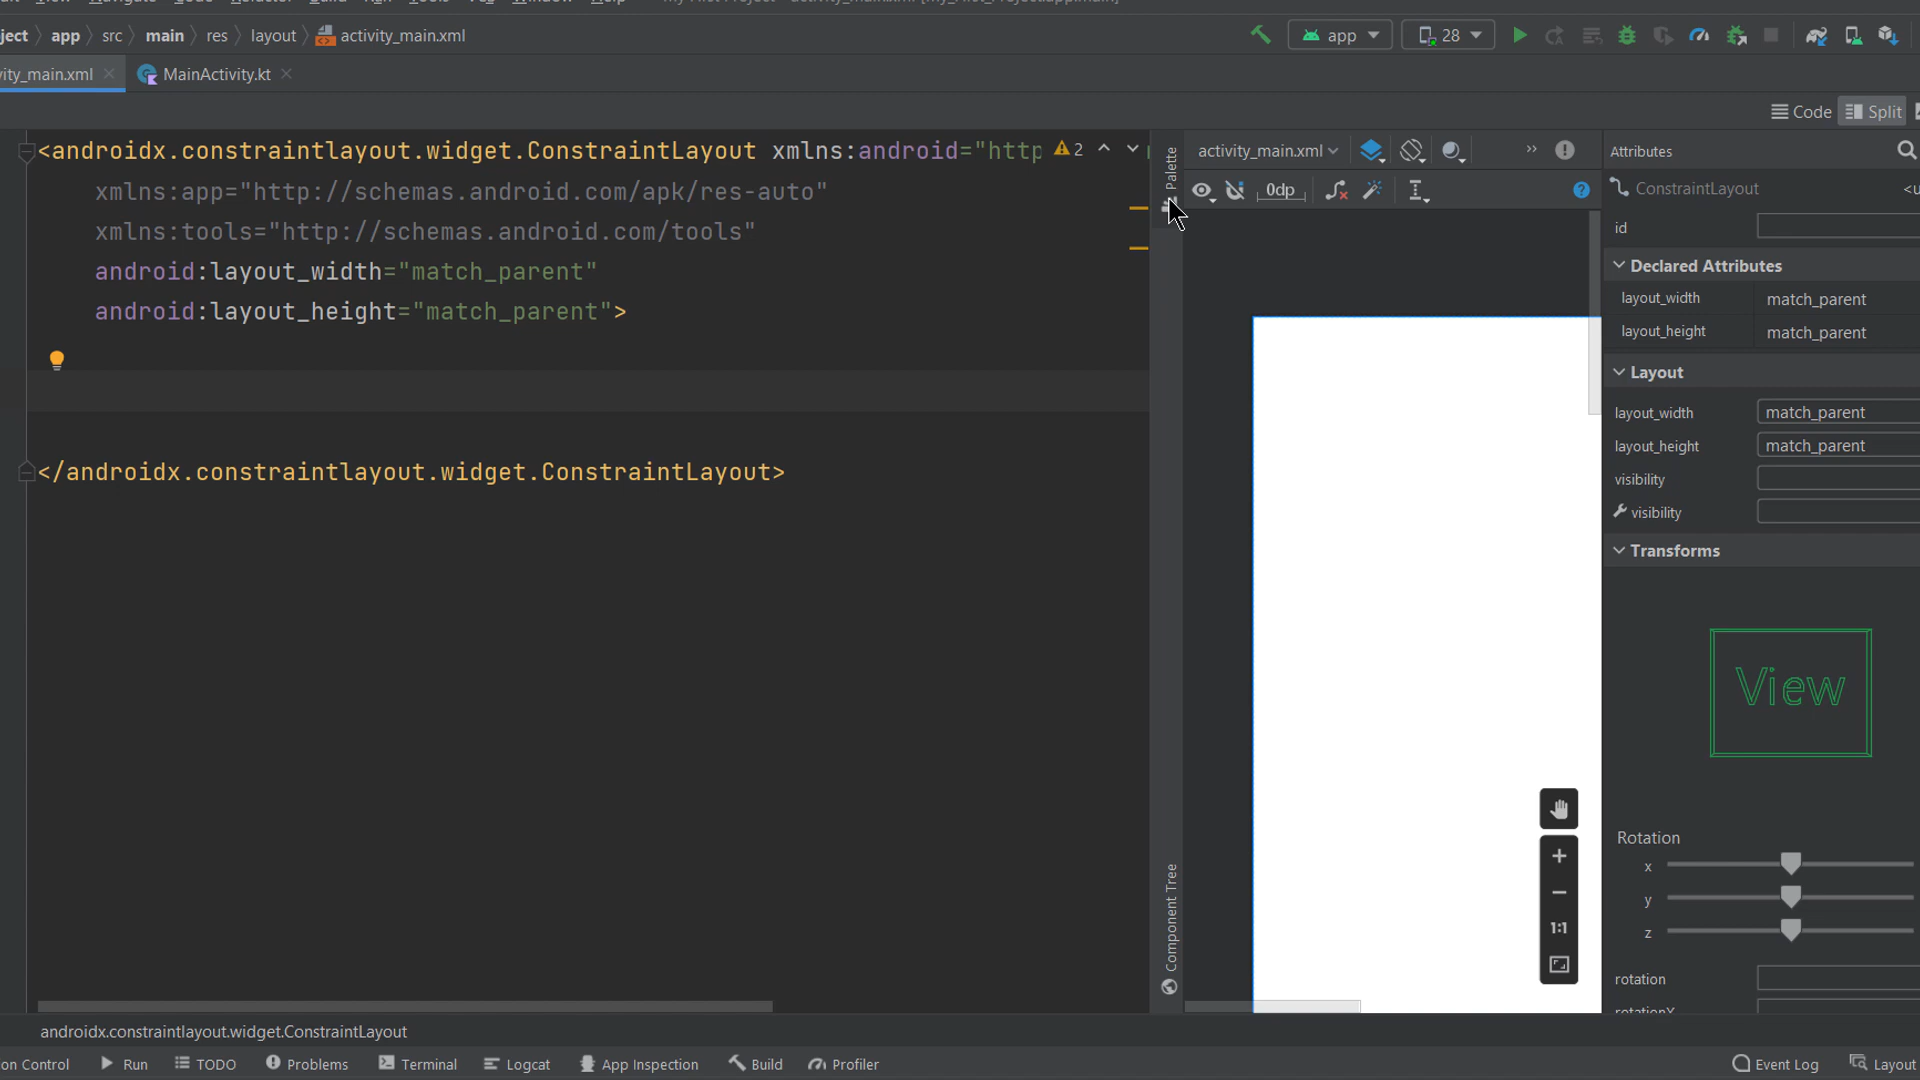 ject app src main res layout activity_main.xml app 28
ity_main.xml MainActivity.kt
Code Split
<androidx.constraintlayout.widget.ConstraintLayout xmlns:android="http 2
xmlns:app="http://schemas.android.com/apk/res-auto"
xmlns:tools="http://schemas.android.com/tools"
android:layout_width="match_parent"
android:layout_height="match_parent">
</androidx.constraintlayout.widget.ConstraintLayout>
Palette
Component Tree
activity_main.xml
0dp
1:1
Attributes
ConstraintLayout
id
Declared Attributes
layout_width match_parent
layout_height match_parent
Layout
layout_width match_parent
layout_height match_parent
visibility
visibility
Transforms
View
Rotation
x
y
z
rotation
rotationX
androidx.constraintlayout.widget.ConstraintLayout
on Control Run TODO Problems Terminal Logcat App Inspection Build Profiler Event Log Layout